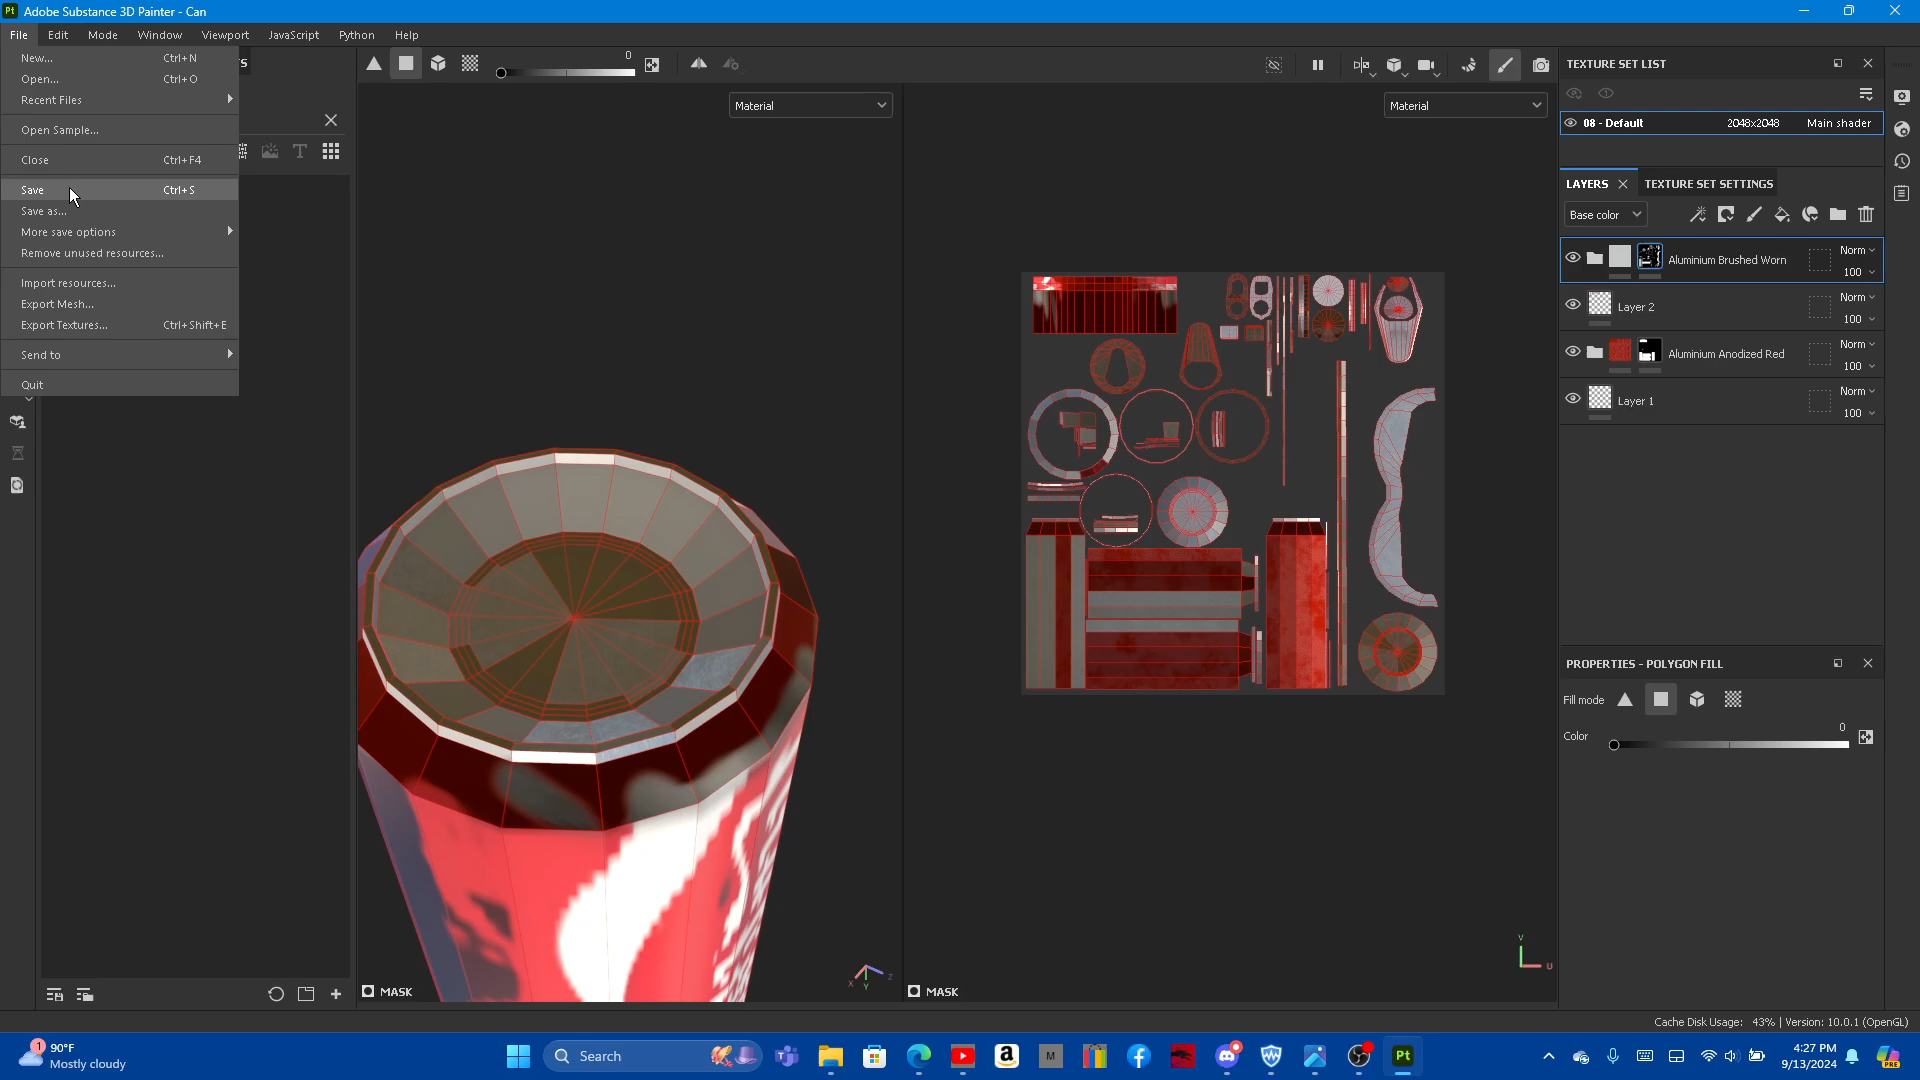 Pt Adobe Substance 3D Painter - Can
File Edit Mode Window Viewport JavaScript Python Help
New... Ctrl+N
Open... Ctrl+O
Recent Files
Open Sample...
Close Ctrl+F4
Save Ctrl+S
Save as...
More save options
Remove unused resources...
Import resources...
Export Mesh...
Export Textures... Ctrl+Shift+E
Send to
Quit
0
Material
Material
MASK
MASK
X Y Z
V U
TEXTURE SET LIST
08 - Default 2048x2048 Main shader
LAYERS TEXTURE SET SETTINGS
Base color
Aluminium Brushed Worn Norm 100
Layer 2 Norm 100
Aluminium Anodized Red Norm 100
Layer 1 Norm 100
PROPERTIES - POLYGON FILL
Fill mode
Color 0
Cache Disk Usage: 43% | Version: 10.0.1 (OpenGL)
1 90°F
Mostly cloudy
Search
a
M
Pt
4:27 PM
9/13/2024
PRE